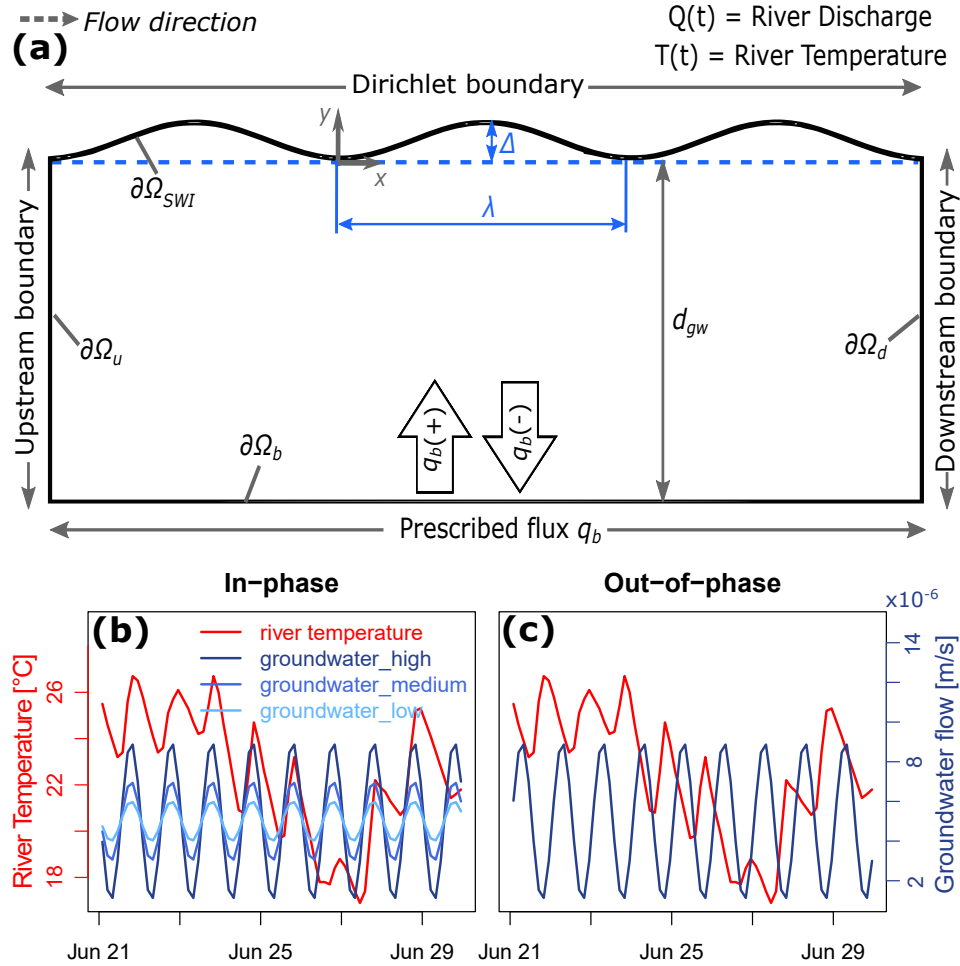 Flow direction
Q(t) = River Discharge
(a)
T(t) = River Temperature
Dirichlet boundary
y
Δ
x
∂Ω_SWI
λ
Upstream boundary
Downstream boundary
d_gw
∂Ω_u
∂Ω_d
q_b(+)
q_b(-)
∂Ω_b
Prescribed flux q_b
In−phase
Out−of−phase
x10^-6
(b)
(c)
river temperature
groundwater_high
groundwater_medium
groundwater_low
River Temperature [°C]
26
22
18
Groundwater flow [m/s]
14
8
2
Jun 21
Jun 25
Jun 29
Jun 21
Jun 25
Jun 29